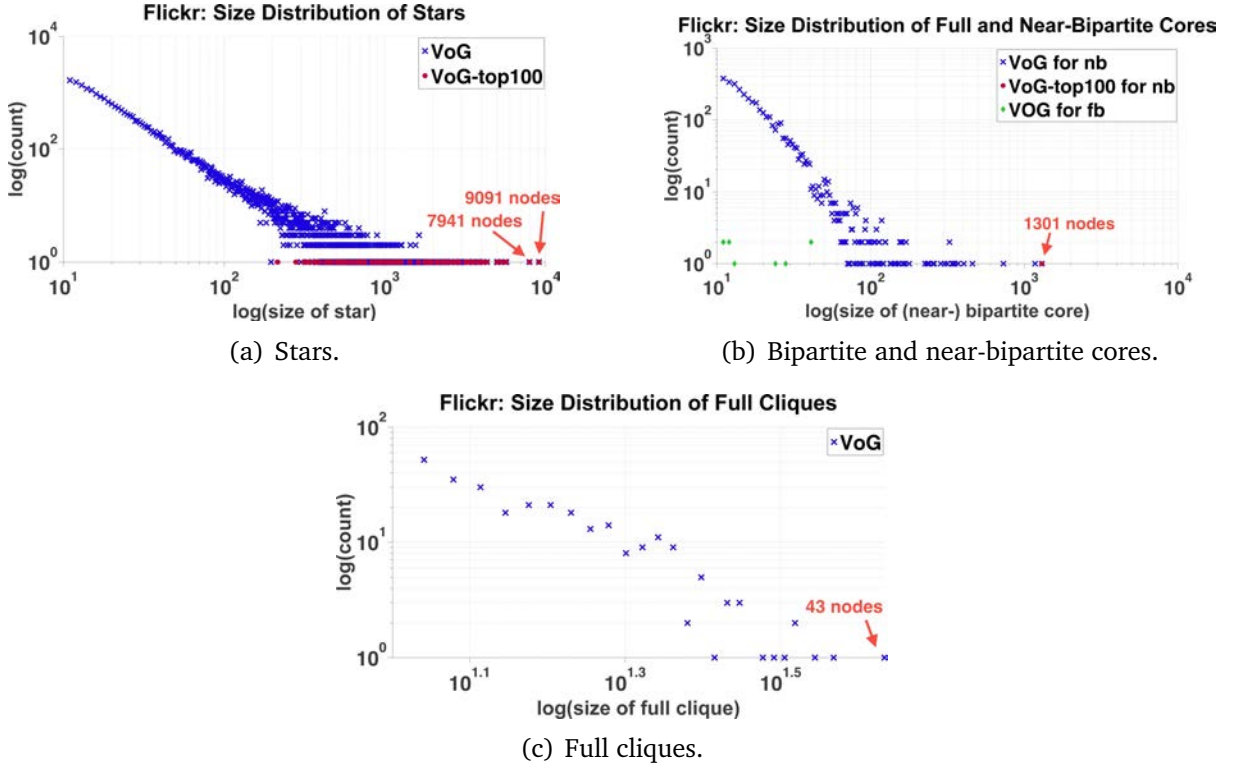 Flickr: Size Distribution of Stars
log(count)
10^4
10^2
10^0
10^1
10^2
10^3
10^4
log(size of star)
VoG
VoG-top100
9091 nodes
7941 nodes
(a) Stars.
Flickr: Size Distribution of Full and Near-Bipartite Cores
log(count)
10^3
10^2
10^1
10^0
10^1
10^2
10^3
10^4
log(size of (near-) bipartite core)
VoG for nb
VoG-top100 for nb
VOG for fb
1301 nodes
(b) Bipartite and near-bipartite cores.
Flickr: Size Distribution of Full Cliques
log(count)
10^2
10^1
10^0
10^1.1
10^1.3
10^1.5
log(size of full clique)
VoG
43 nodes
(c) Full cliques.